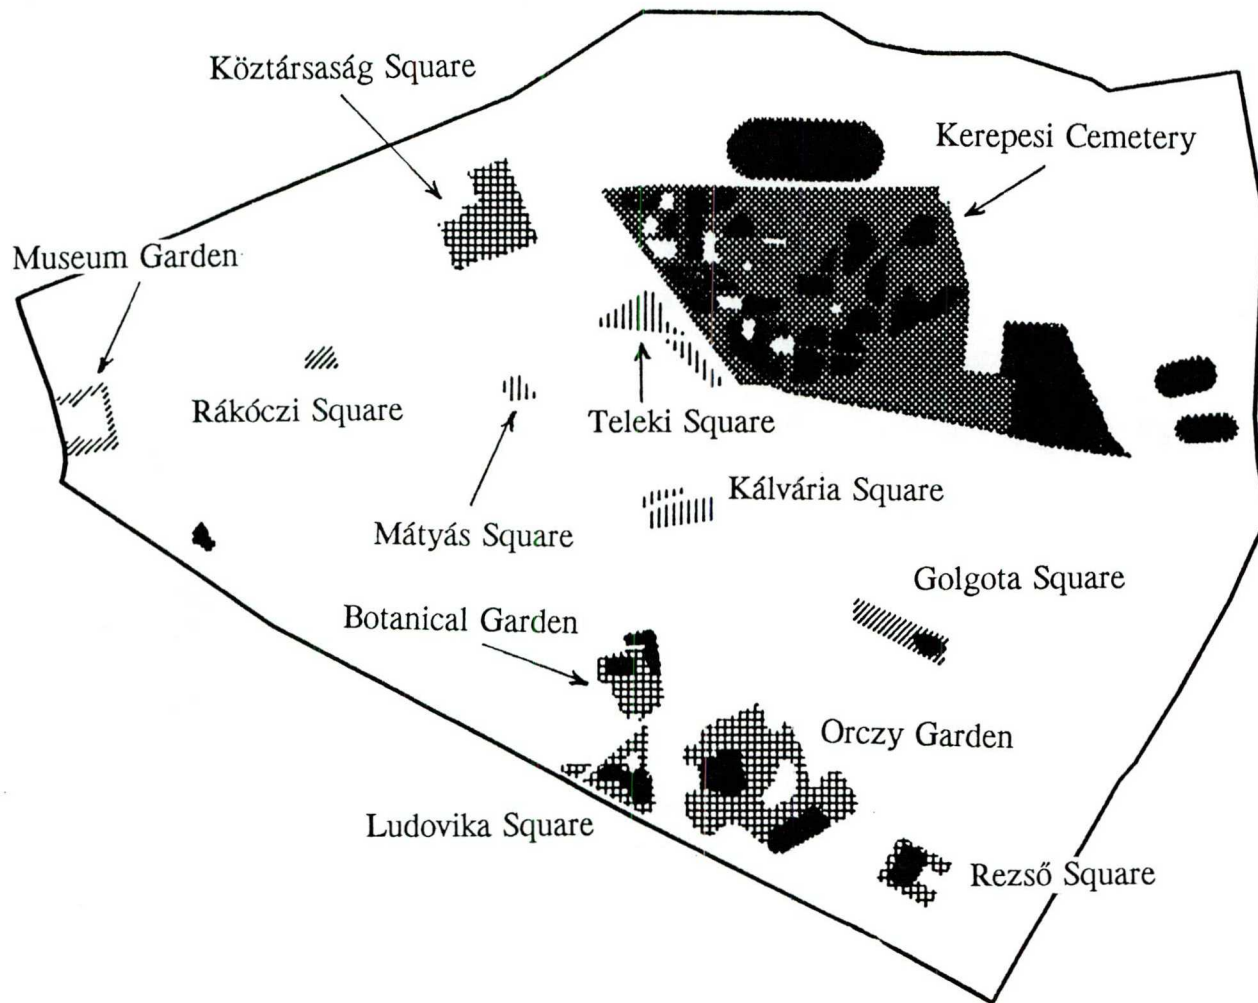 Köztársaság Square
Kerepesi Cemetery
Museum Garden
Rákóczi Square
Teleki Square
Kálvária Square
Mátyás Square
Golgota Square
Botanical Garden
Orczy Garden
Ludovika Square
Rezső Square